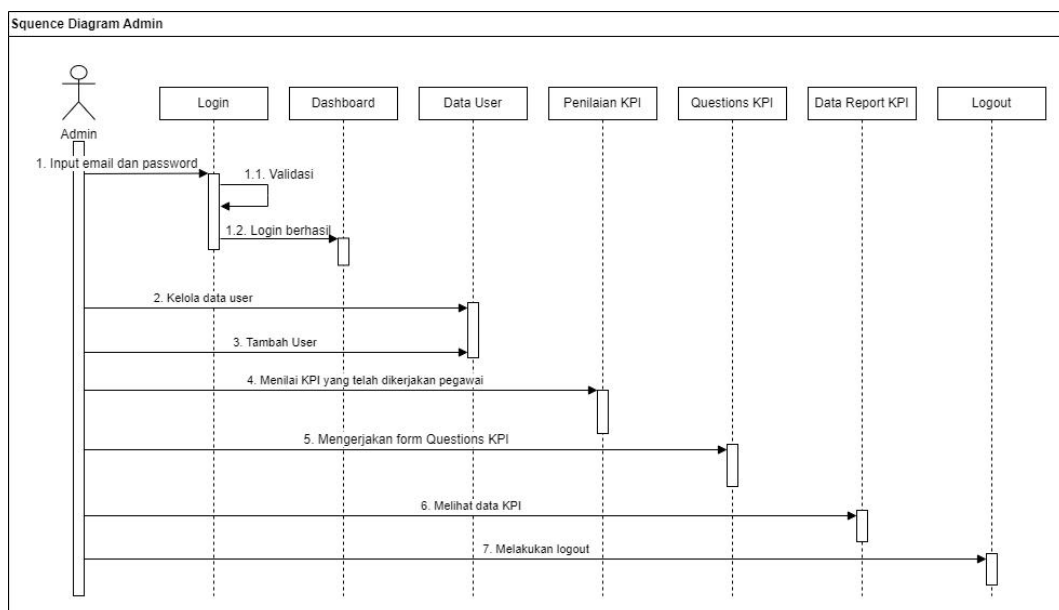 Squence Diagram Admin
Login
Dashboard
Data User
Penilaian KPI
Questions KPI
Data Report KPI
Logout
Admin
1. Input email dan password
1.1. Validasi
1.2. Login berhasil
2. Kelola data user
3. Tambah User
4. Menilai KPI yang telah dikerjakan pegawai
5. Mengerjakan form Questions KPI
6. Melihat data KPI
7. Melakukan logout